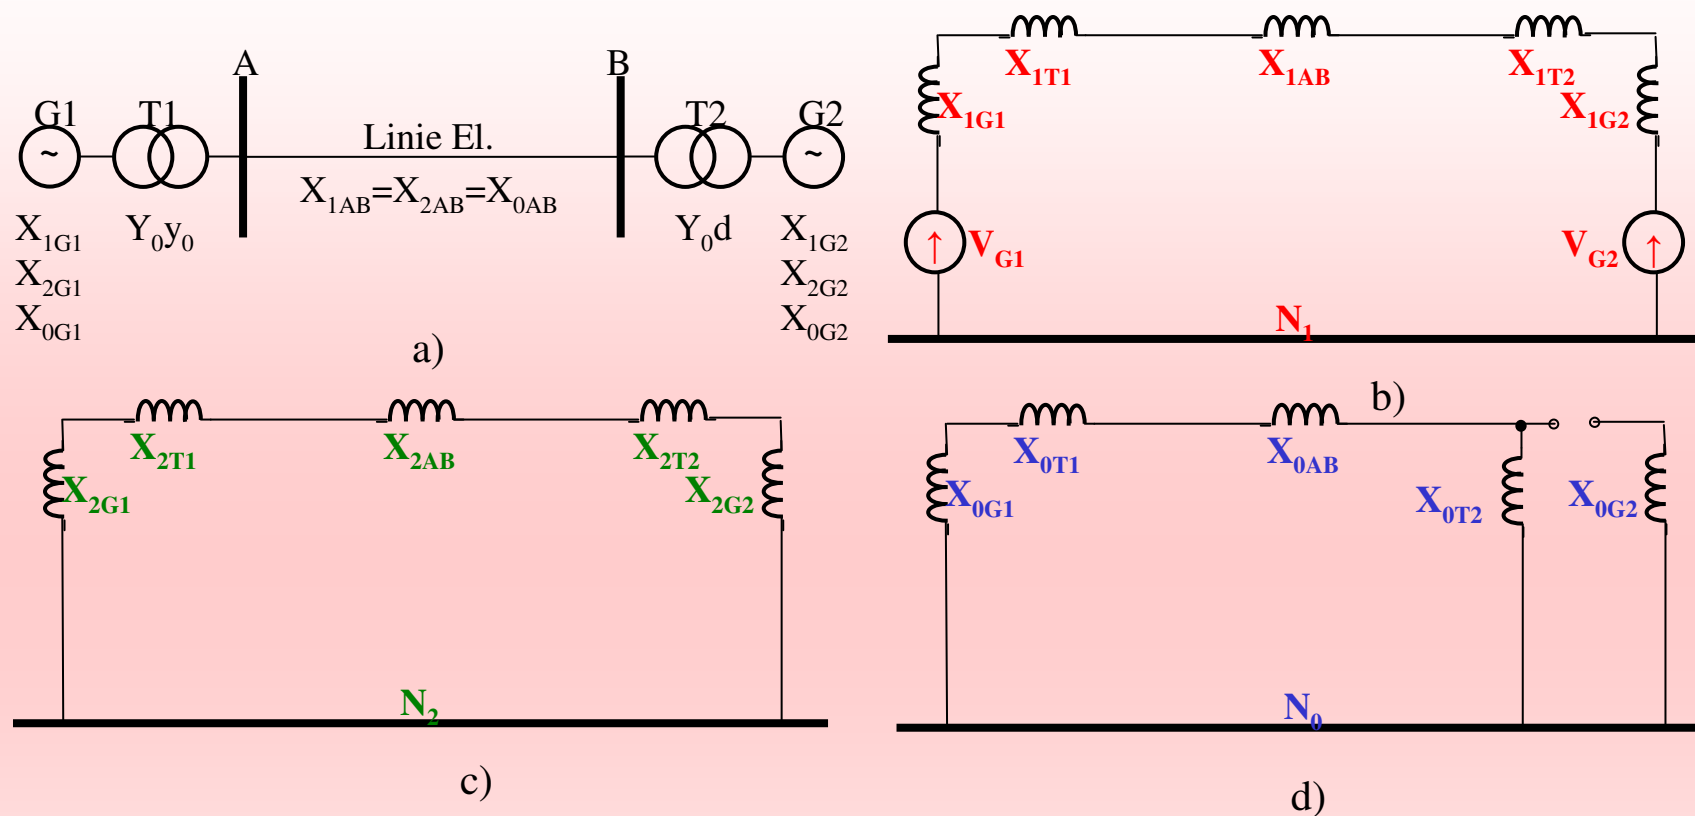 A B
G1 T1 T2 G2
~ ~
Linie El.
X1AB=X2AB=X0AB
X1G1 Y0y0 Y0d X1G2
X2G1 X2G2
X0G1 X0G2
a)
X1T1 X1AB X1T2
X1G1 X1G2
↑ VG1 VG2 ↑
N1
b)
X2T1 X2AB X2T2
X2G1 X2G2
N2
c)
X0T1 X0AB
X0G1 X0T2 X0G2
N0
d)